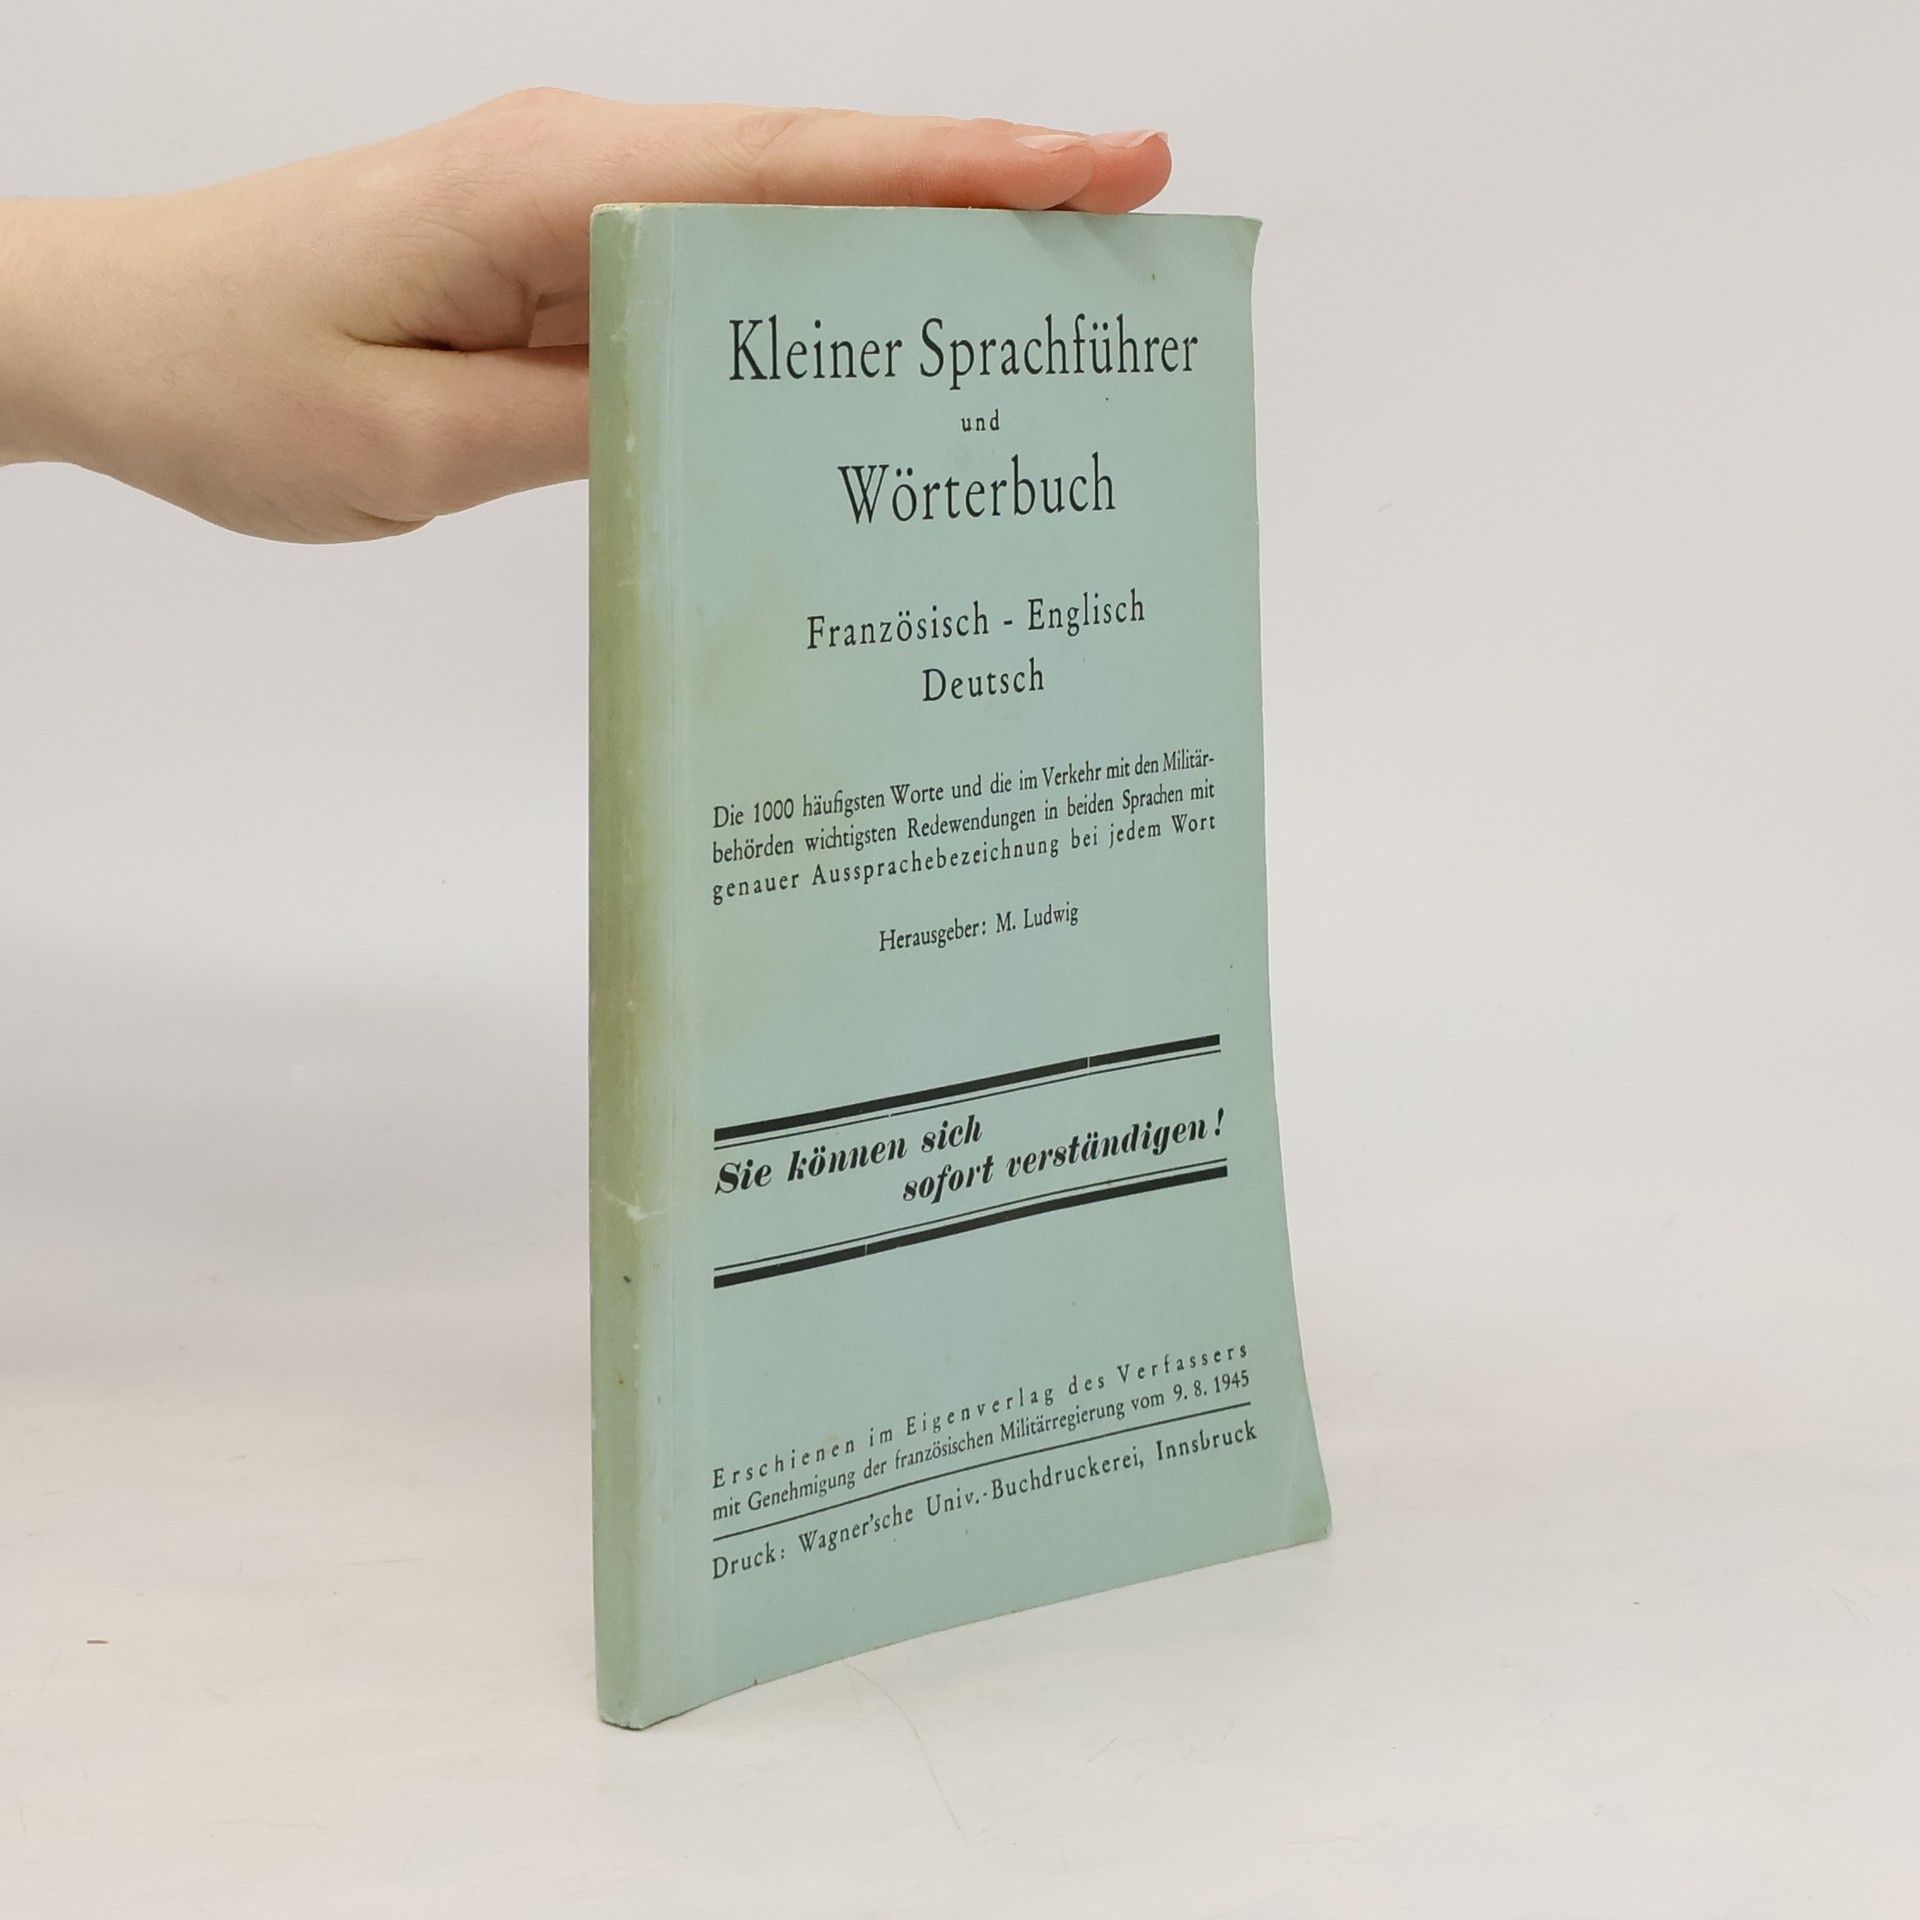 Kleiner Sprachführer
und
Wörterbuch
Französisch - Englisch
Deutsch
Die 1000 häufigsten Worte und die im Verkehr mit den Militär-
behörden wichtigsten Redewendungen in beiden Sprachen mit
genauer Aussprachebezeichnung bei jedem Wort
Herausgeber: M. Ludwig
Sie können sich
sofort verständigen!
Erschienen im Eigenverlag des Verfassers
mit Genehmigung der französischen Militärregierung vom 9. 8. 1945
Druck: Wagner'sche Univ.-Buchdruckerei, Innsbruck